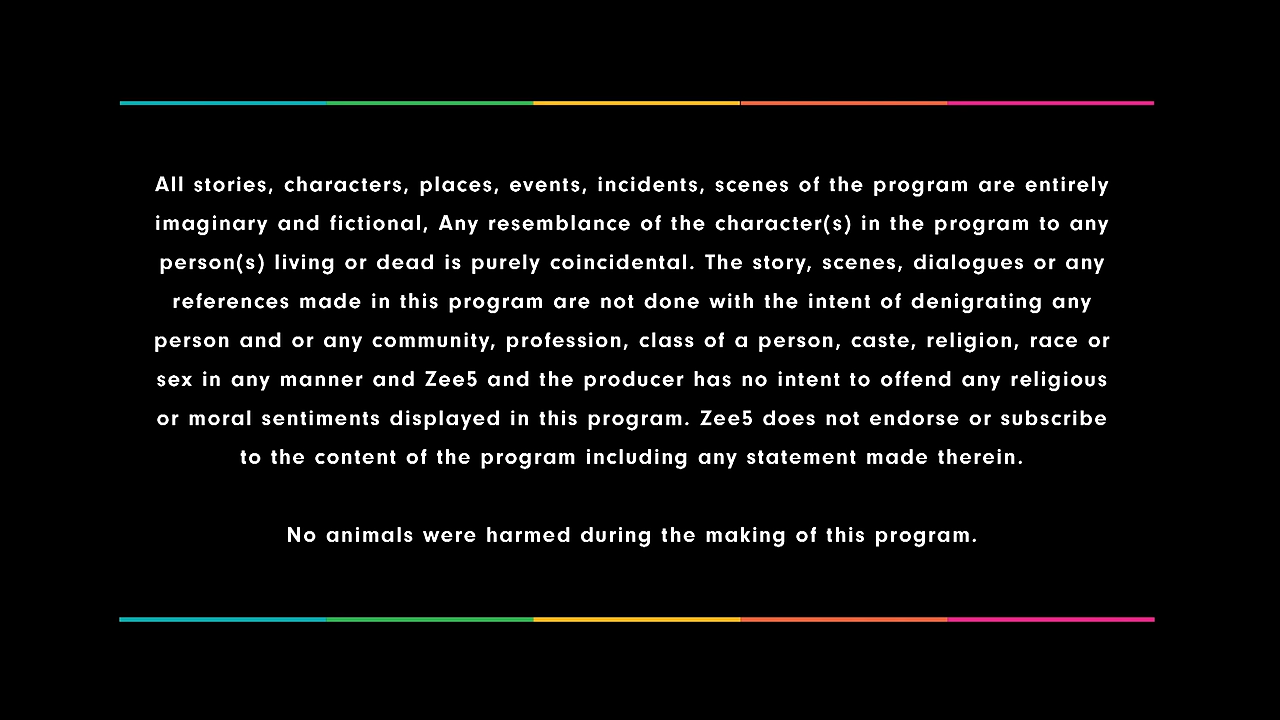 All stories, characters, places, events, incidents, scenes of the program are entirely
imaginary and fictional, Any resemblance of the character(s) in the program to any
person(s) living or dead is purely coincidental. The story, scenes, dialogues or any
references made in this program are not done with the intent of denigrating any
person and or any community, profession, class of a person, caste, religion, race or
sex in any manner and Zee5 and the producer has no intent to offend any religious
or moral sentiments displayed in this program. Zee5 does not endorse or subscribe
to the content of the program including any statement made therein.
No animals were harmed during the making of this program.